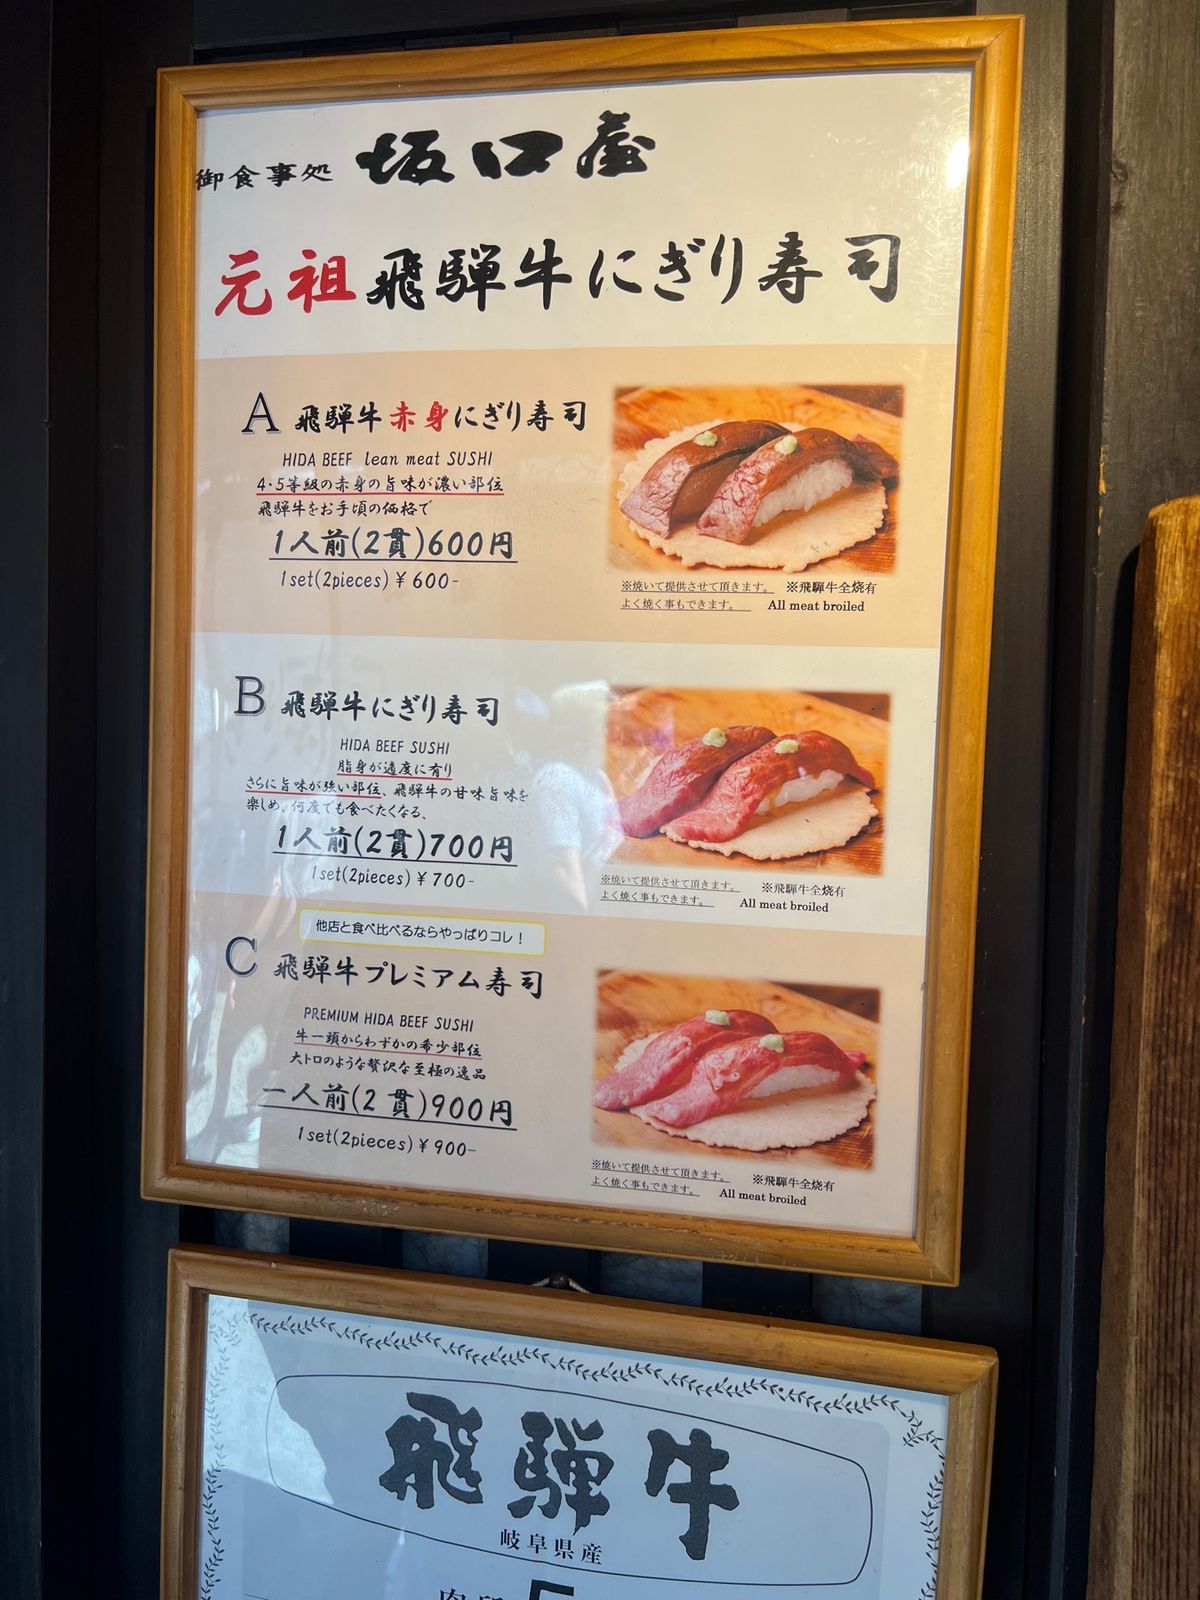 御食事処 坂口屋
元祖飛騨牛にぎり寿司
A 飛騨牛赤身にぎり寿司
HIDA BEEF lean meat SUSHI
4・5等級の赤身の旨味が濃い部位
飛騨牛をお手頃の価格で
1人前(2貫)600円
1set(2pieces)¥600-
※焼いて提供させて頂きます。 ※飛騨牛全焼有
よく焼く事もできます。 All meat broiled
B 飛騨牛にぎり寿司
HIDA BEEF SUSHI
脂身が適度に有り
さらに旨味が強い部位、飛騨牛の甘味旨味を
楽しめ、何度でも食べたくなる、
1人前(2貫)700円
1set(2pieces)¥700-
※焼いて提供させて頂きます。 ※飛騨牛全焼有
よく焼く事もできます。 All meat broiled
他店と食べ比べるならやっぱりコレ！
C 飛騨牛プレミアム寿司
PREMIUM HIDA BEEF SUSHI
牛一頭からわずかの希少部位
大トロのような贅沢な至極の逸品
一人前(2貫)900円
1set(2pieces)¥900-
※焼いて提供させて頂きます。 ※飛騨牛全焼有
よく焼く事もできます。 All meat broiled
飛騨牛
岐阜県産